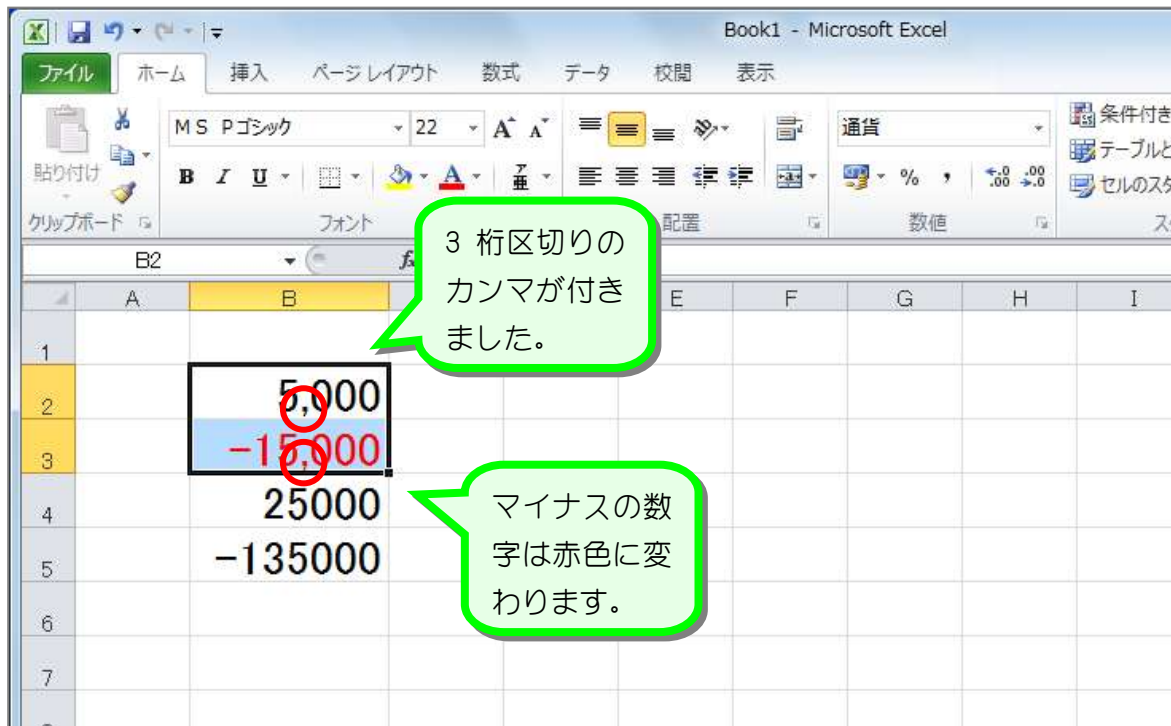 Book1 - Microsoft Excel
ファイル ホーム 挿入 ページ レイアウト 数式 データ 校閲 表示
ＭＳ Ｐゴシック 22 A A 通貨 条件付き
貼り付け B I U A ア亜 % , .0 .00 .00 .0 テーブルと
セルのスタ
クリップボード フォント 配置 数値
B2
A B E F G H I
3 桁区切りの
カンマが付き
ました。
1
2 5,000
3 -15,000
4 25000
5 -135000
マイナスの数
字は赤色に変
わります。
6
7